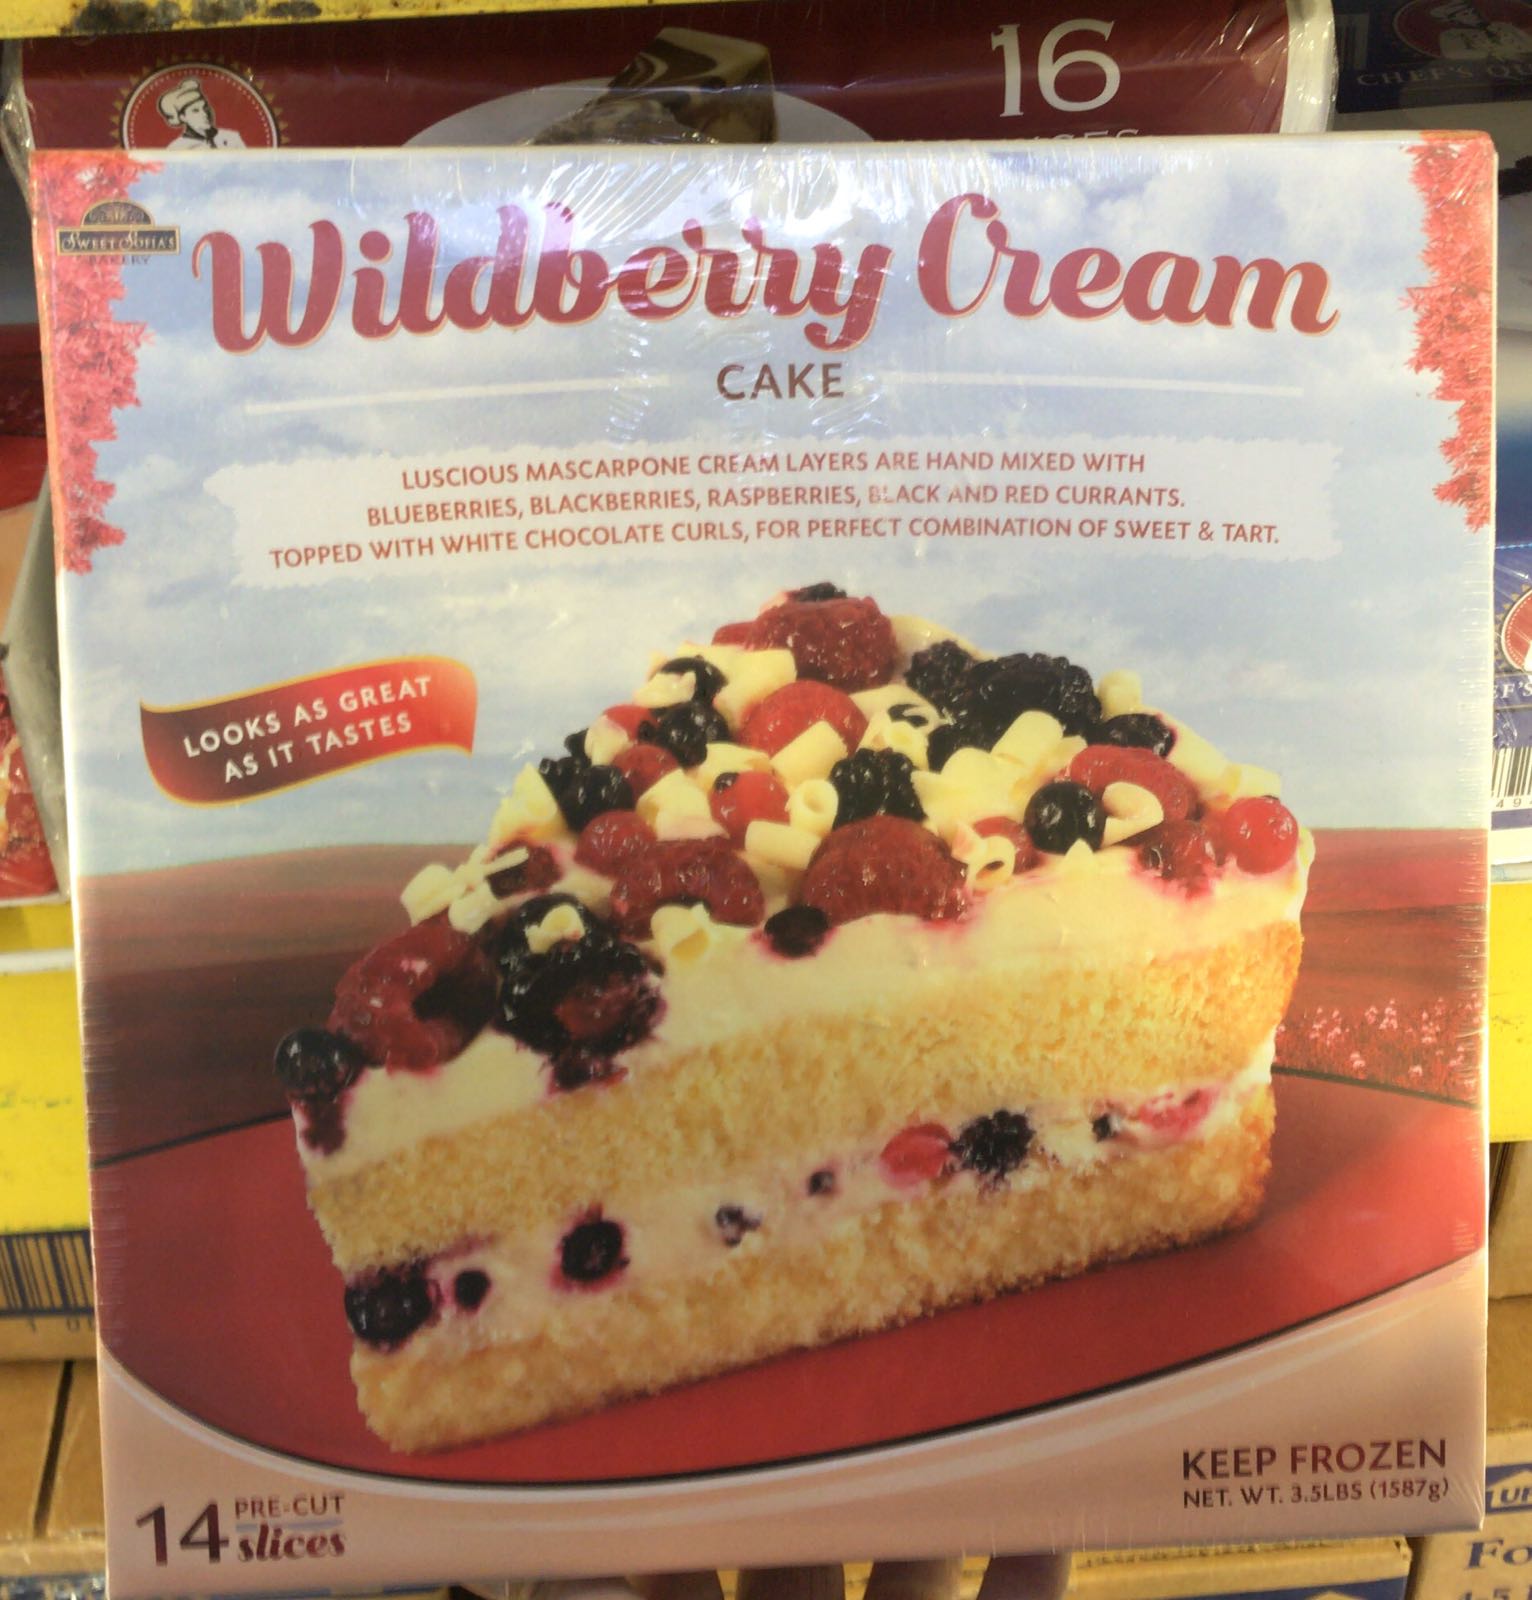 16
CHEF'S
SWEET SOFIA'S
BAKERY
Wildberry Cream
CAKE
LUSCIOUS MASCARPONE CREAM LAYERS ARE HAND MIXED WITH
BLUEBERRIES, BLACKBERRIES, RASPBERRIES, BLACK AND RED CURRANTS.
TOPPED WITH WHITE CHOCOLATE CURLS, FOR PERFECT COMBINATION OF SWEET & TART.
LOOKS AS GREAT
AS IT TASTES
KEEP FROZEN
NET. WT. 3.5LBS (1587g)
14 PRE-CUT
slices